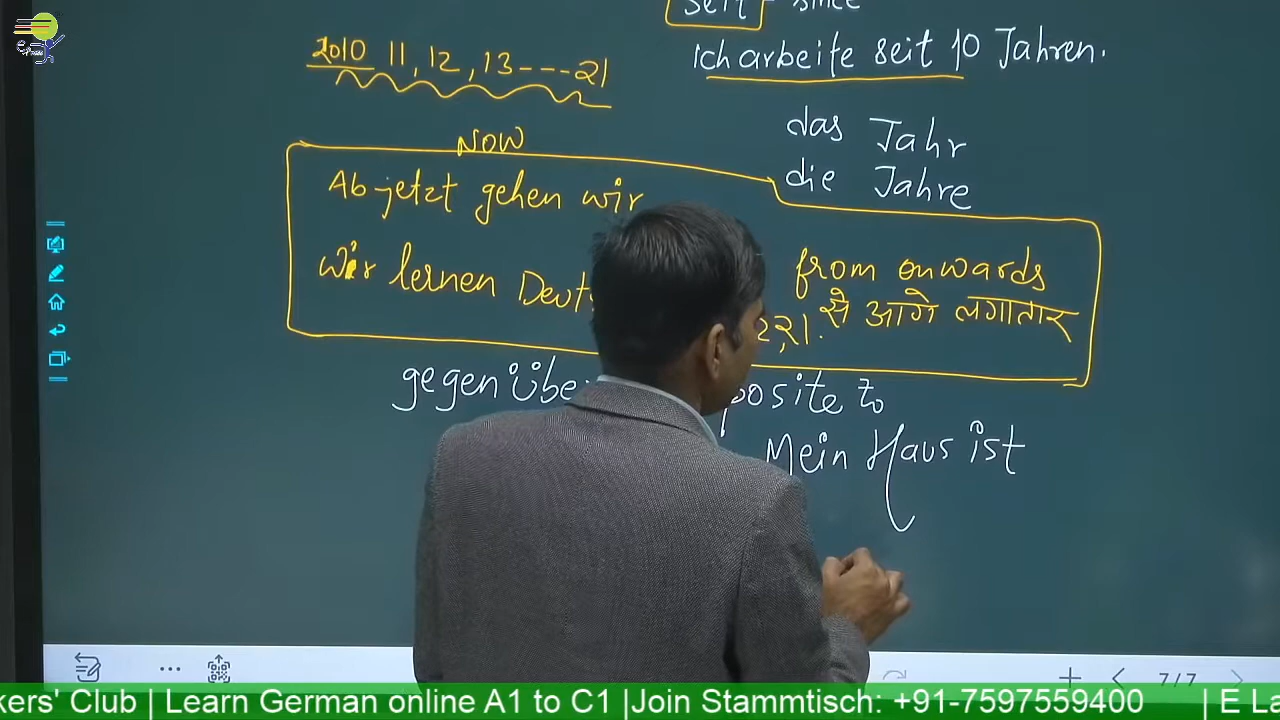 seit - since
Ich arbeite seit 10 Jahren.
2010 11, 12, 13 - - - - 21
das Jahr
die Jahre
NOW
Ab jetzt gehen wir
Wir lernen
from onwards
से आगे लगातार
gegenübe
posite to
Mein Haus ist
7/7
kers' Club | Learn German online A1 to C1 |Join Stammtisch: +91-7597559400 | E La